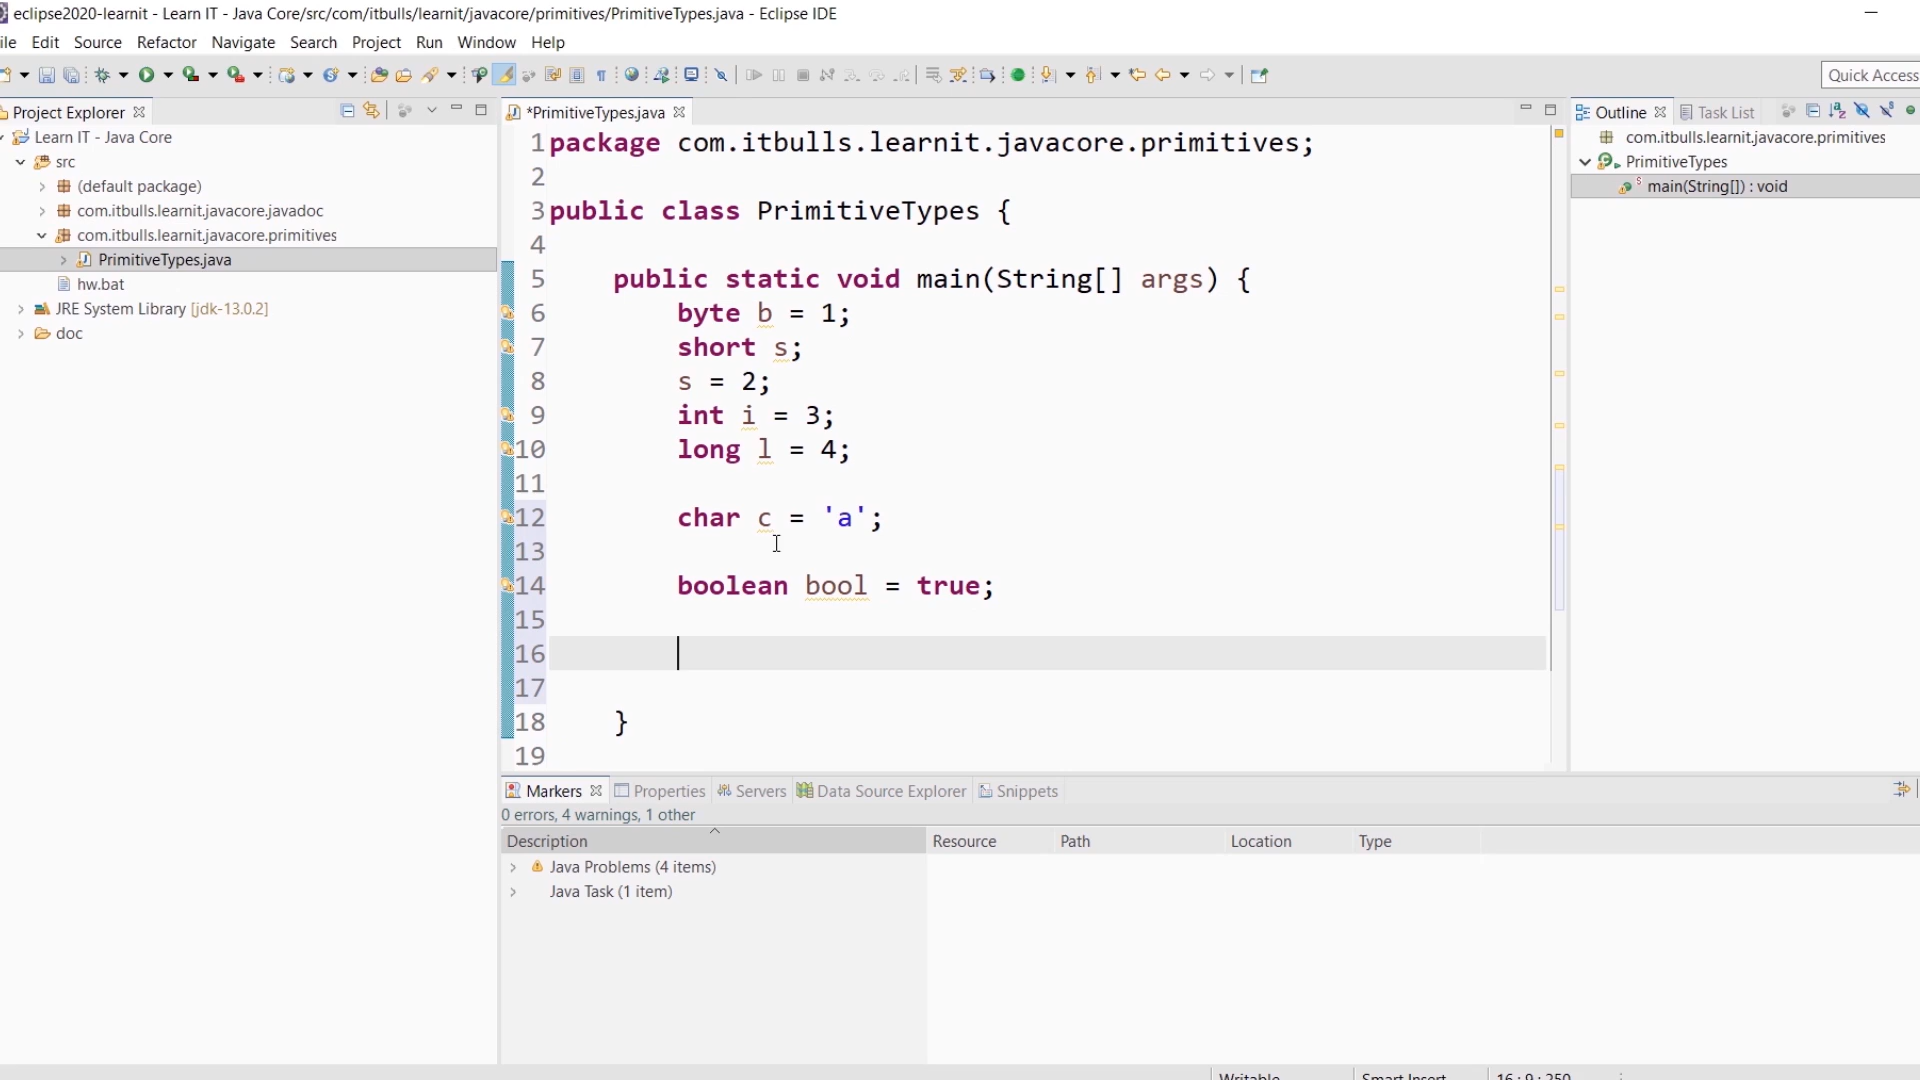 eclipse2020-learnit - Learn IT - Java Core/src/com/itbulls/learnit/javacore/primitives/PrimitiveTypes.java - Eclipse IDE
ile Edit Source Refactor Navigate Search Project Run Window Help
Quick Access
Project Explorer
Learn IT - Java Core
src
(default package)
com.itbulls.learnit.javacore.javadoc
com.itbulls.learnit.javacore.primitives
PrimitiveTypes.java
hw.bat
JRE System Library [jdk-13.0.2]
doc
*PrimitiveTypes.java
1 package com.itbulls.learnit.javacore.primitives;
2
3 public class PrimitiveTypes {
4
5 public static void main(String[] args) {
6 byte b = 1;
7 short s;
8 s = 2;
9 int i = 3;
10 long l = 4;
11
12 char c = 'a';
13
14 boolean bool = true;
15
16
17
18 }
19
Outline Task List
com.itbulls.learnit.javacore.primitives
PrimitiveTypes
main(String[]) : void
Markers Properties Servers Data Source Explorer Snippets
0 errors, 4 warnings, 1 other
Description Resource Path Location Type
Java Problems (4 items)
Java Task (1 item)
Writable Smart Insert 16 : 9 : 250